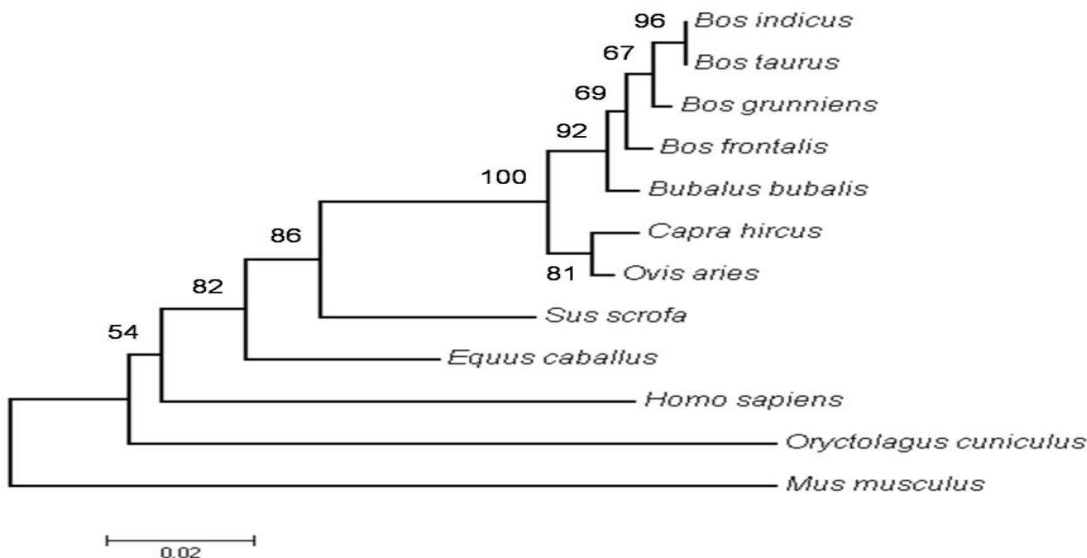 96
Bos indicus
67
Bos taurus
69
Bos grunniens
92
Bos frontalis
100
Bubalus bubalis
86
Capra hircus
81
Ovis aries
82
Sus scrofa
54
Equus caballus
Homo sapiens
Oryctolagus cuniculus
Mus musculus
0.02